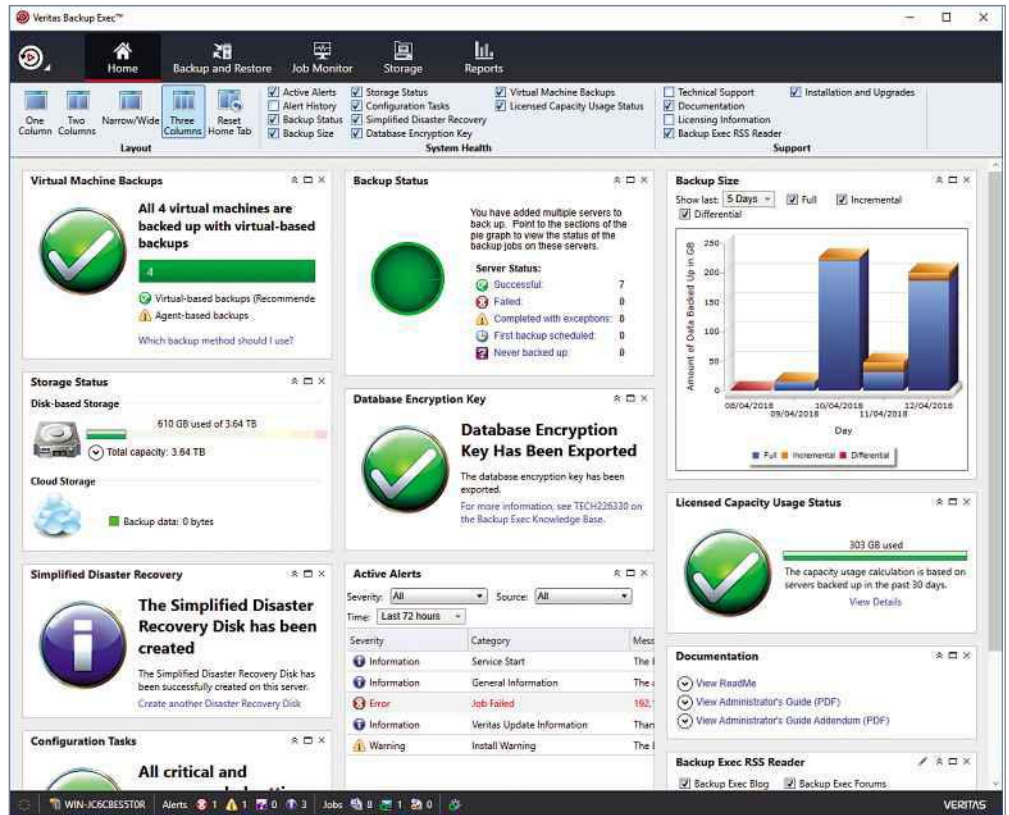 Veritas Backup Exec™
Home
Backup and Restore
Job Monitor
Storage
Reports
One Column
Two Columns
Narrow/Wide
Three Columns
Reset Home Tab
Layout
Active Alerts
Alert History
Backup Status
Backup Size
Storage Status
Configuration Tasks
Simplified Disaster Recovery
Database Encryption Key
Virtual Machine Backups
Licensed Capacity Usage Status
System Health
Technical Support
Documentation
Licensing Information
Backup Exec RSS Reader
Installation and Upgrades
Support
Virtual Machine Backups
All 4 virtual machines are
backed up with virtual-based
backups
4
Virtual-based backups (Recommende
Agent-based backups
Which backup method should I use?
Storage Status
Disk-based Storage
610 GB used of 3.64 TB
Total capacity: 3.64 TB
Cloud Storage
Backup data: 0 bytes
Simplified Disaster Recovery
The Simplified Disaster
Recovery Disk has been
created
The Simplified Disaster Recovery Disk has
been successfully created on this server.
Create another Disaster Recovery Disk
Configuration Tasks
All critical and
Backup Status
You have added multiple servers to
back up. Point to the sections of the
pie graph to view the status of the
backup jobs on these servers.
Server Status:
Successful: 7
Failed: 0
Completed with exceptions: 0
First backup scheduled: 0
Never backed up: 0
Database Encryption Key
Database Encryption
Key Has Been Exported
The database encryption key has been
exported.
For more information, see TECH226330 on
the Backup Exec Knowledge Base.
Active Alerts
Severity: All Source: All
Time: Last 72 hours
Severity Category Mess
Information Service Start The
Information General Information The
Error Job Failed 192.
Information Veritas Update Information Than
Warning Install Warning The
Backup Size
Show last: 5 Days Full Incremental
Differential
Amount of Data Backed Up in GB
250
200
150
100
50
0
08/04/2018
09/04/2018
10/04/2018
11/04/2018
12/04/2018
Day
Full Incremental Differential
Licensed Capacity Usage Status
303 GB used
The capacity usage calculation is based on
servers backed up in the past 30 days.
View Details
Documentation
View ReadMe
View Administrator's Guide (PDF)
View Administrator's Guide Addendum (PDF)
Backup Exec RSS Reader
Backup Exec Blog Backup Exec Forums
WIN-JC6CBESST0R Alerts 1 1 0 3 Jobs 8 1 0
VERITAS